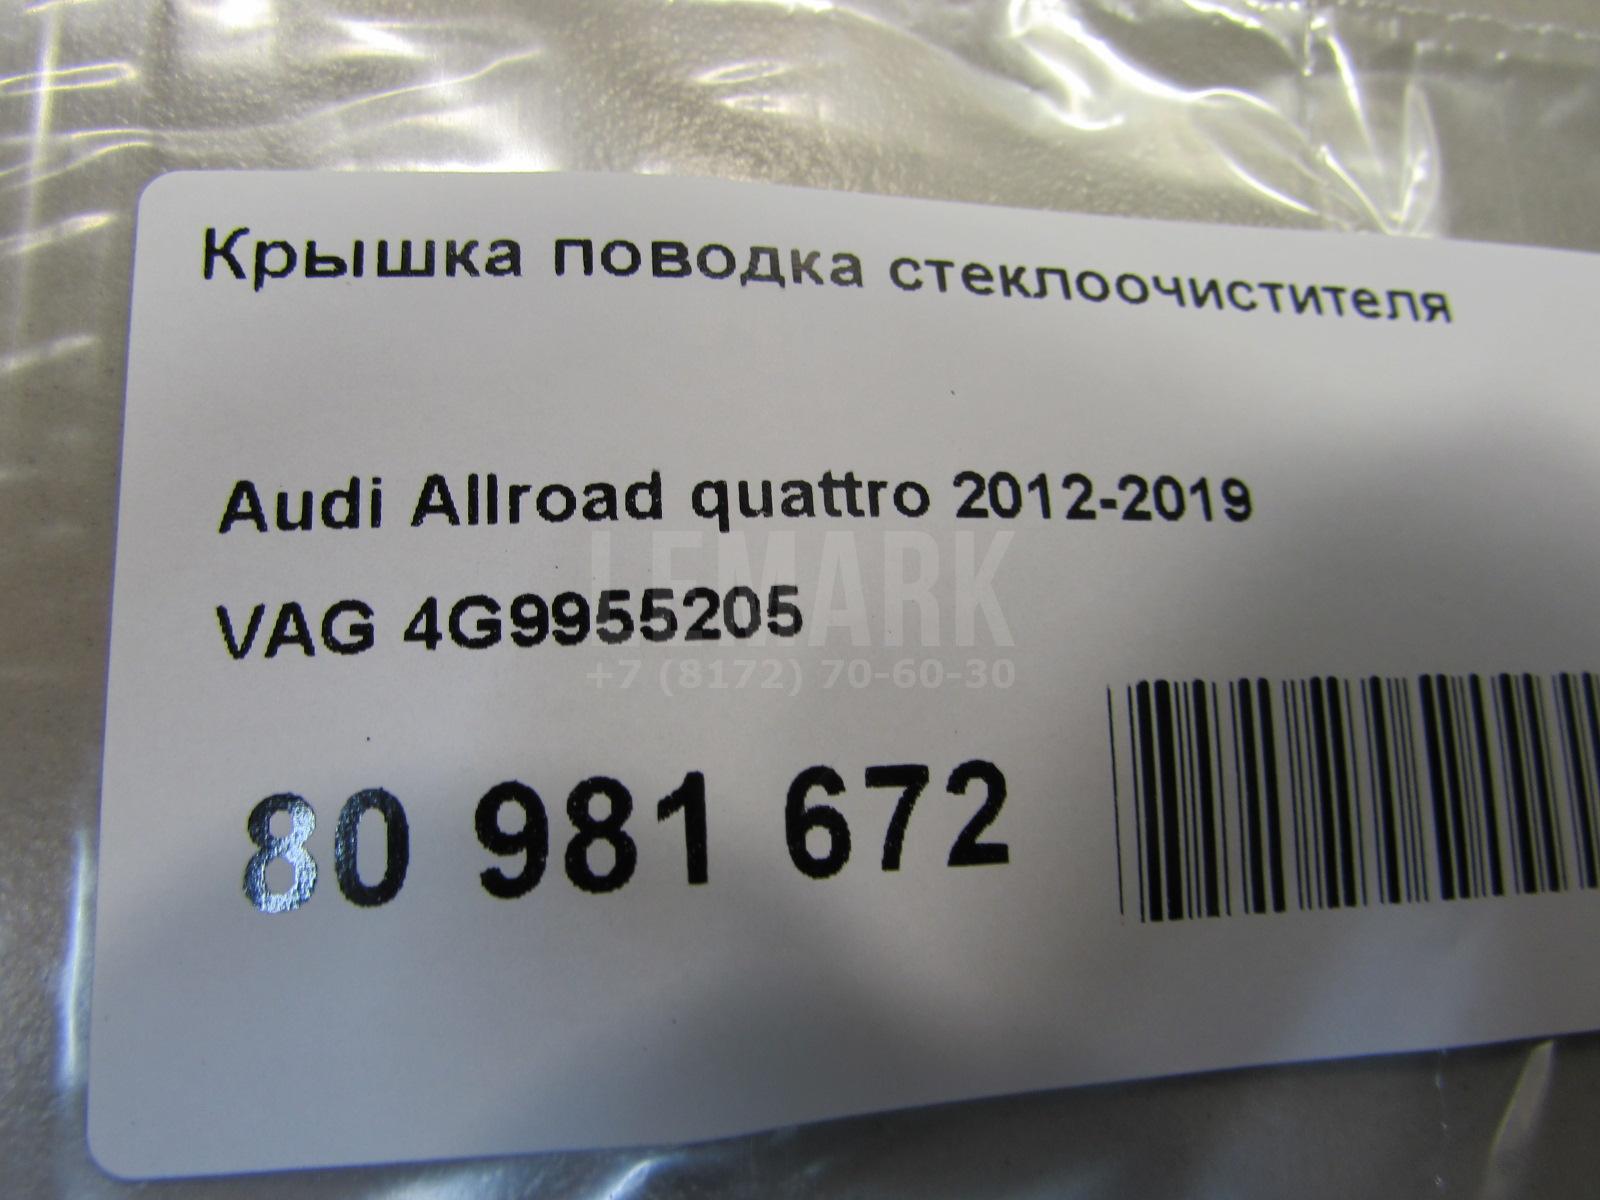 Крышка поводка стеклоочистителя
Audi Allroad quattro 2012-2019
VAG 4G9955205
LEMARK
+7 (8172) 70-60-30
80 981 672